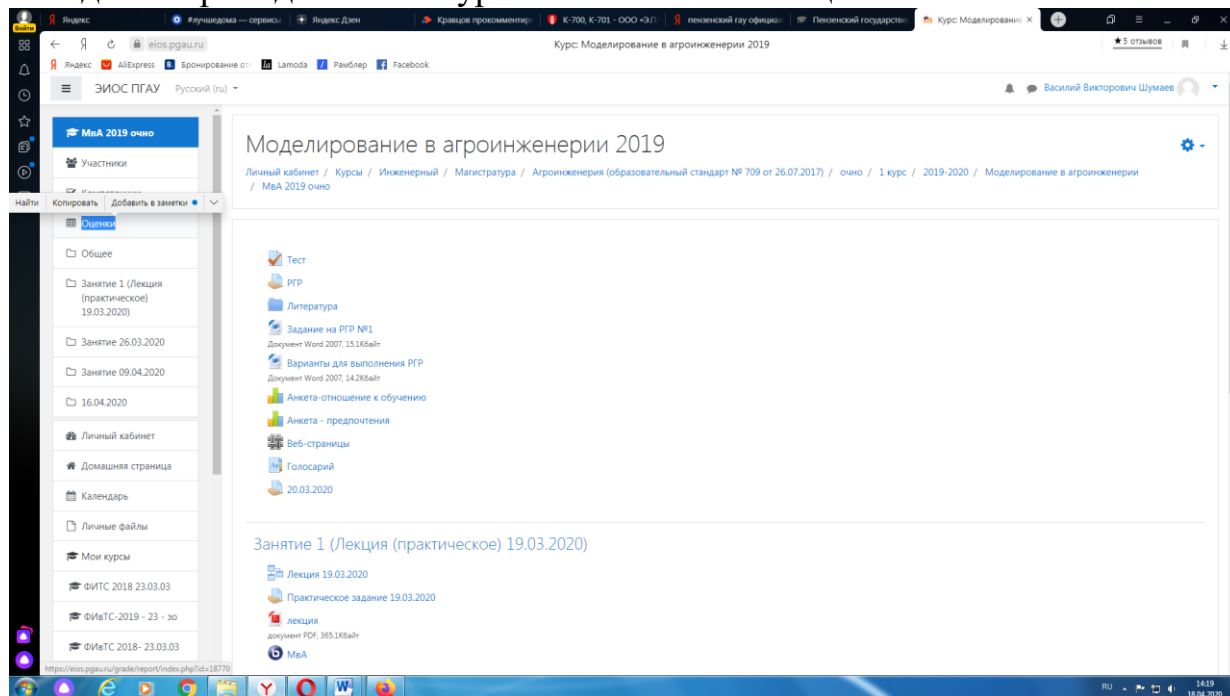 Яндекс
#лучшедома — сервисы
Яндекс Дзен
Кравцов прокомментир
К-700, К-701 - ООО «ЭЛ
пензенский гау официал
Пензенский государстве
Курс: Моделирование
Войти
eios.pgau.ru
Курс: Моделирование в агроинженерии 2019
★ 5 отзывов
Яндекс
AliExpress
Бронирование от
Lamoda
Рамблер
Facebook
ЭИОС ПГАУ
Русский (ru)
Василий Викторович Шумаев
МвА 2019 очно
Участники
Компетенции
Найти
Копировать
Добавить в заметки
Оценки
Общее
Занятие 1 (Лекция
(практическое)
19.03.2020)
Занятие 26.03.2020
Занятие 09.04.2020
16.04.2020
Личный кабинет
Домашняя страница
Календарь
Личные файлы
Мои курсы
ФИТС 2018 23.03.03
ФИвТС-2019 - 23 - зо
ФИвТС 2018- 23.03.03
https://eios.pgau.ru/grade/report/index.php?id=18770
Моделирование в агроинженерии 2019
Личный кабинет / Курсы / Инженерный / Магистратура / Агроинженерия (образовательный стандарт № 709 от 26.07.2017) / очно / 1 курс / 2019-2020 / Моделирование в агроинженерии
/ МвА 2019 очно
Тест
РГР
Литература
Задание на РГР №1
Документ Word 2007, 15.1Кбайт
Варианты для выполнения РГР
Документ Word 2007, 14.2Кбайт
Анкета-отношение к обучению
Анкета - предпочтения
Веб-страницы
Голосарий
20.03.2020
Занятие 1 (Лекция (практическое) 19.03.2020)
Лекция 19.03.2020
Практическое задание 19.03.2020
лекция
документ PDF, 365.1Кбайт
МвА
RU
14:19
18.04.2020